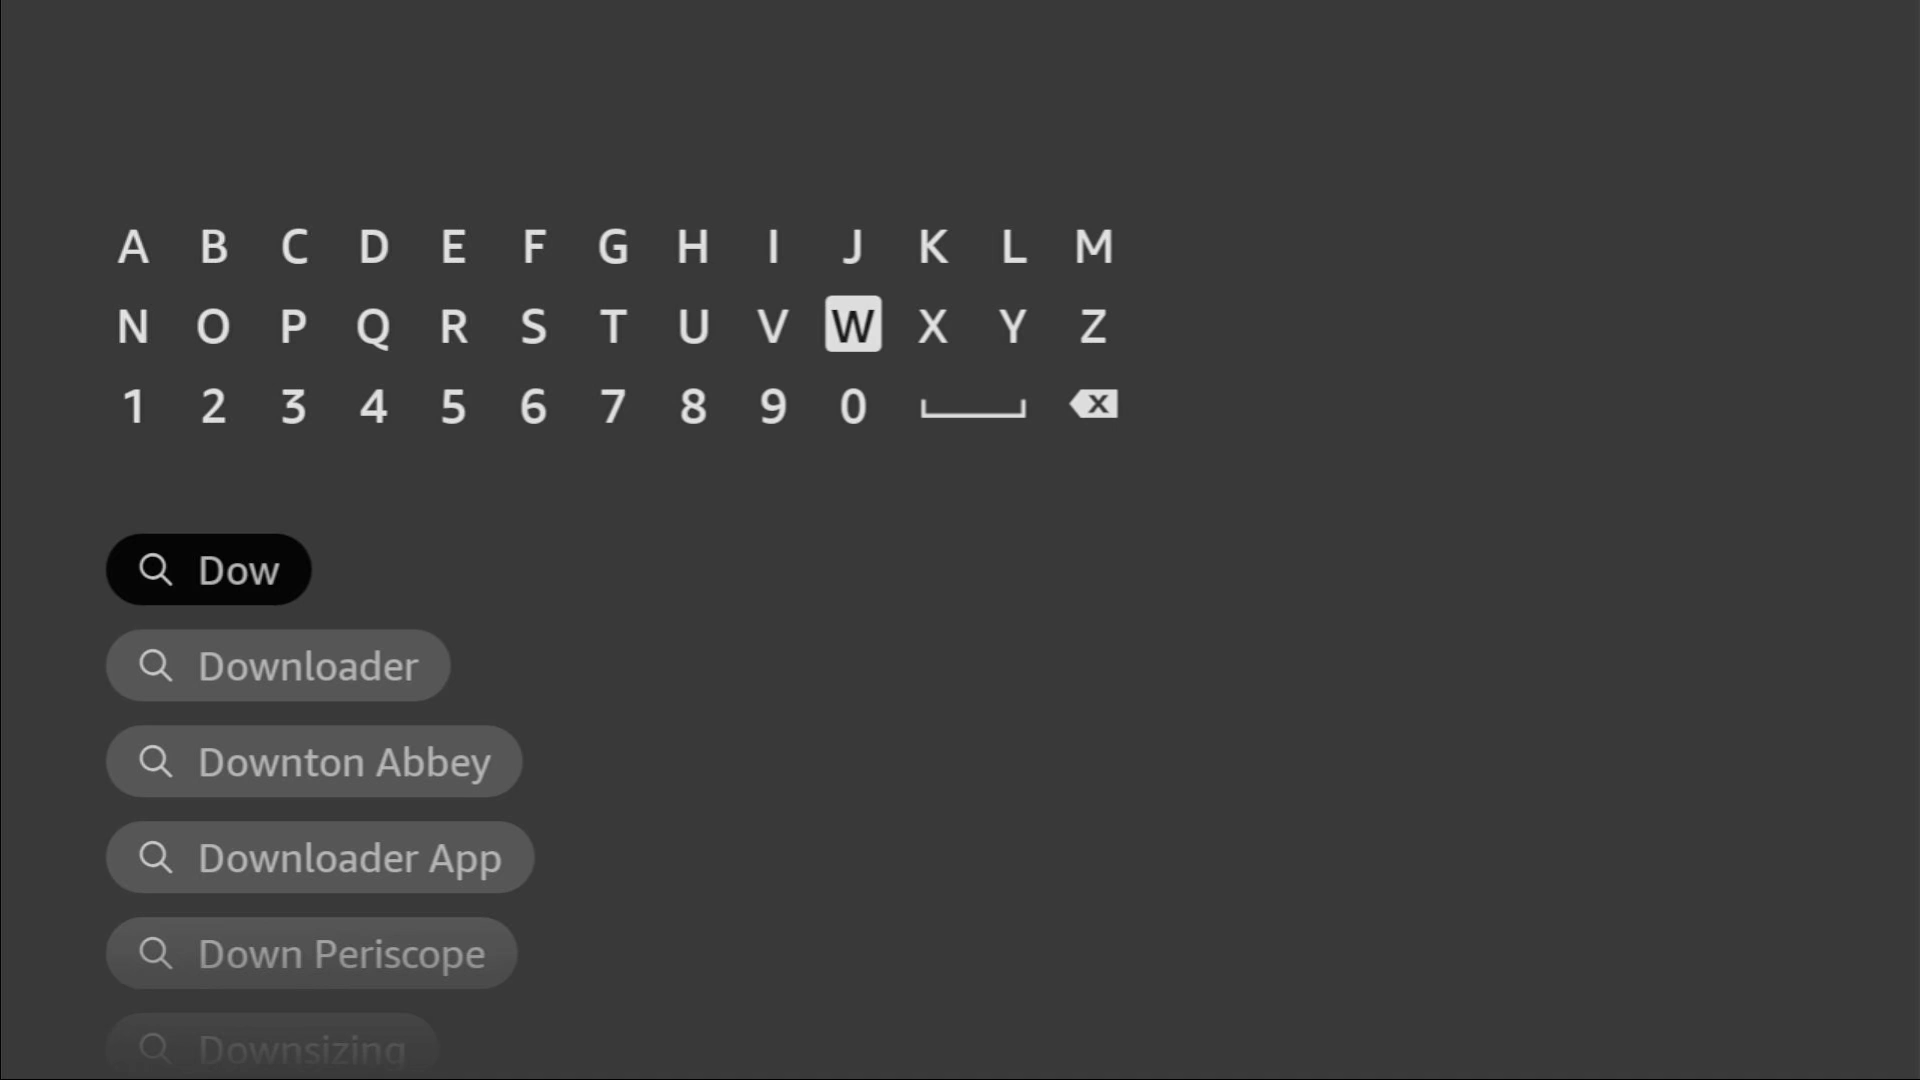 A B C D E F G H I J K L M
N O P Q R S T U V W X Y Z
1 2 3 4 5 6 7 8 9 0
Dow
Downloader
Downton Abbey
Downloader App
Down Periscope
Downsizing